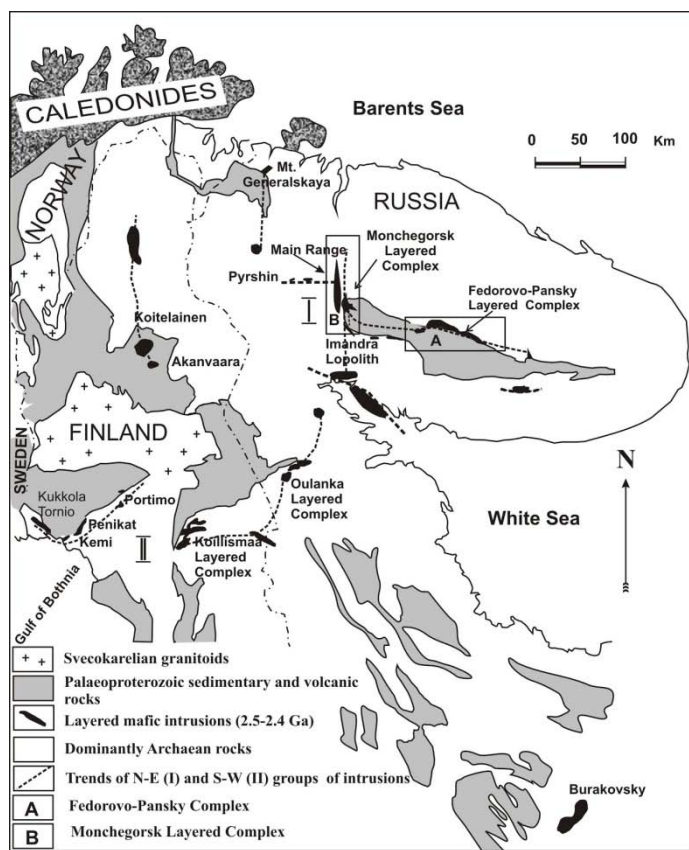 CALEDONIDES
Barents Sea
0 50 100 Km
NORWAY
Mt.
Generalskaya
RUSSIA
Main Range
Monchegorsk
Layered
Complex
Pyrshin
I
B
Fedorovo-Pansky
Layered Complex
A
Imandra
Lopolith
Koitelainen
Akanvaara
FINLAND
SWEDEN
N
Kukkola
Tornio
Portimo
Penikat
Kemi
Oulanka
Layered
Complex
White Sea
II
Koilismaa
Layered
Complex
Gulf of Bothnia
Svecokarelian granitoids
Palaeoproterozoic sedimentary and volcanic
rocks
Layered mafic intrusions (2.5-2.4 Ga)
Dominantly Archaean rocks
Trends of N-E (I) and S-W (II) groups of intrusions
A Fedorovo-Pansky Complex
B Monchegorsk Layered Complex
Burakovsky